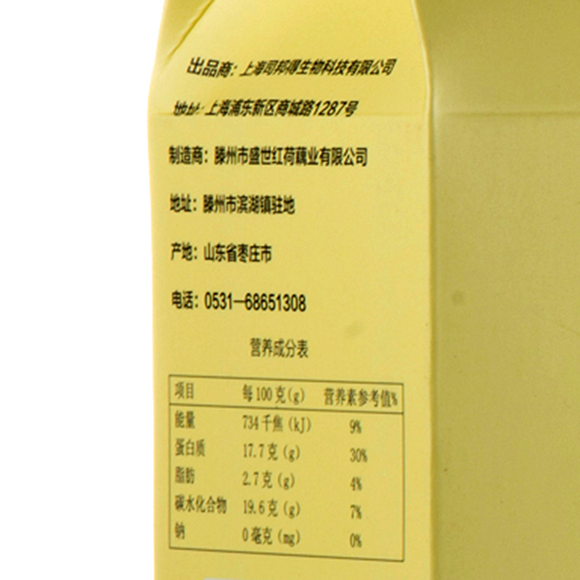 出品商：上海司邦得生物科技有限公司
地址：上海浦东新区商城路1287号
制造商：滕州市盛世红荷藕业有限公司
地址：滕州市滨湖镇驻地
产地：山东省枣庄市
电话：0531—68651308
营养成分表
项目 每100克(g) 营养素参考值%
能量 734千焦(kJ) 9%
蛋白质 17.7克(g) 30%
脂肪 2.7克(g) 4%
碳水化合物 19.6克(g) 7%
钠 0毫克(mg) 0%